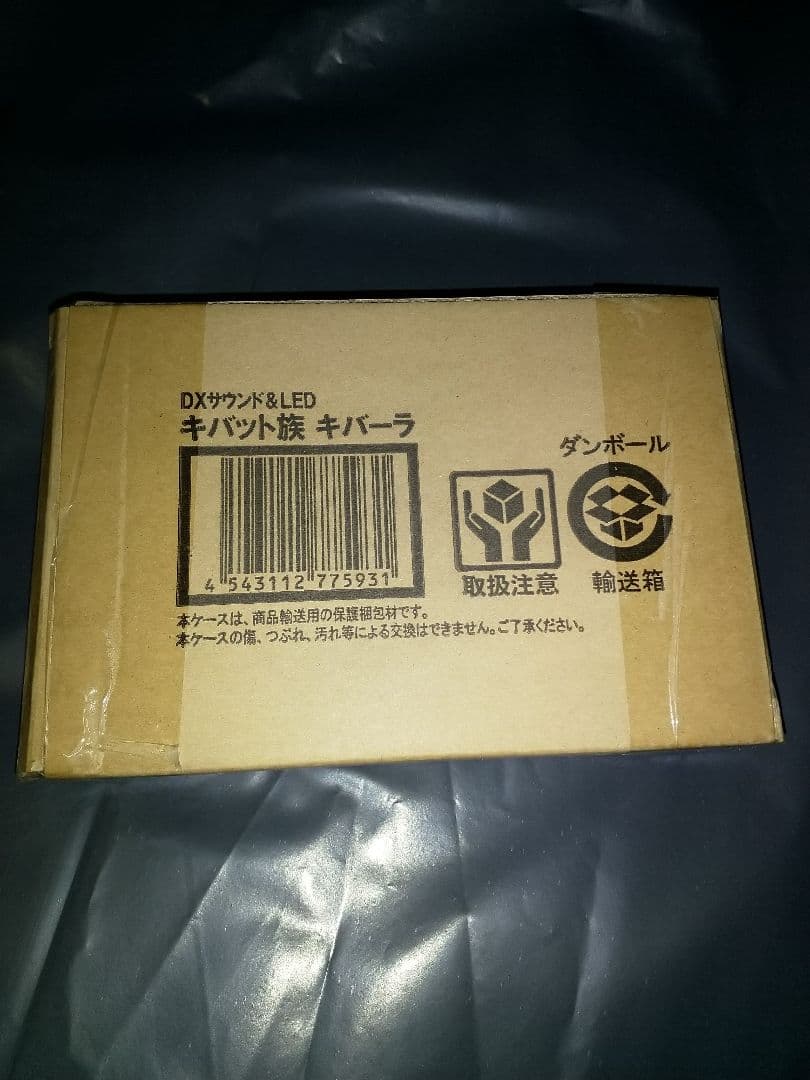 DXサウンド&LED
キバット族 キバーラ
4 543112 775931
ダンボール
取扱注意
輸送箱
本ケースは、商品輸送用の保護梱包材です。
本ケースの傷、つぶれ、汚れ等による交換はできません。ご了承ください。